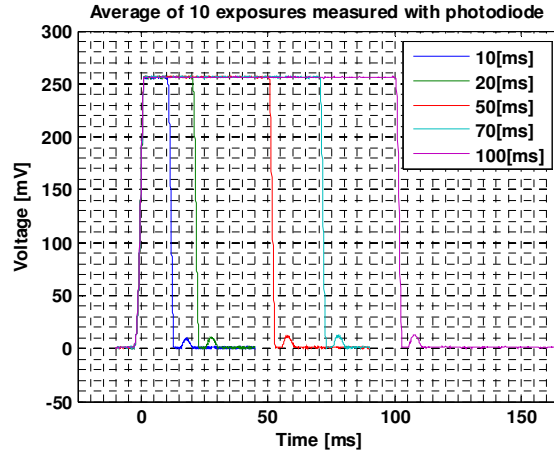 Average of 10 exposures measured with photodiode
300
250
200
150
100
50
0
-50
Voltage [mV]
10[ms]
20[ms]
50[ms]
70[ms]
100[ms]
0
50
100
150
Time [ms]